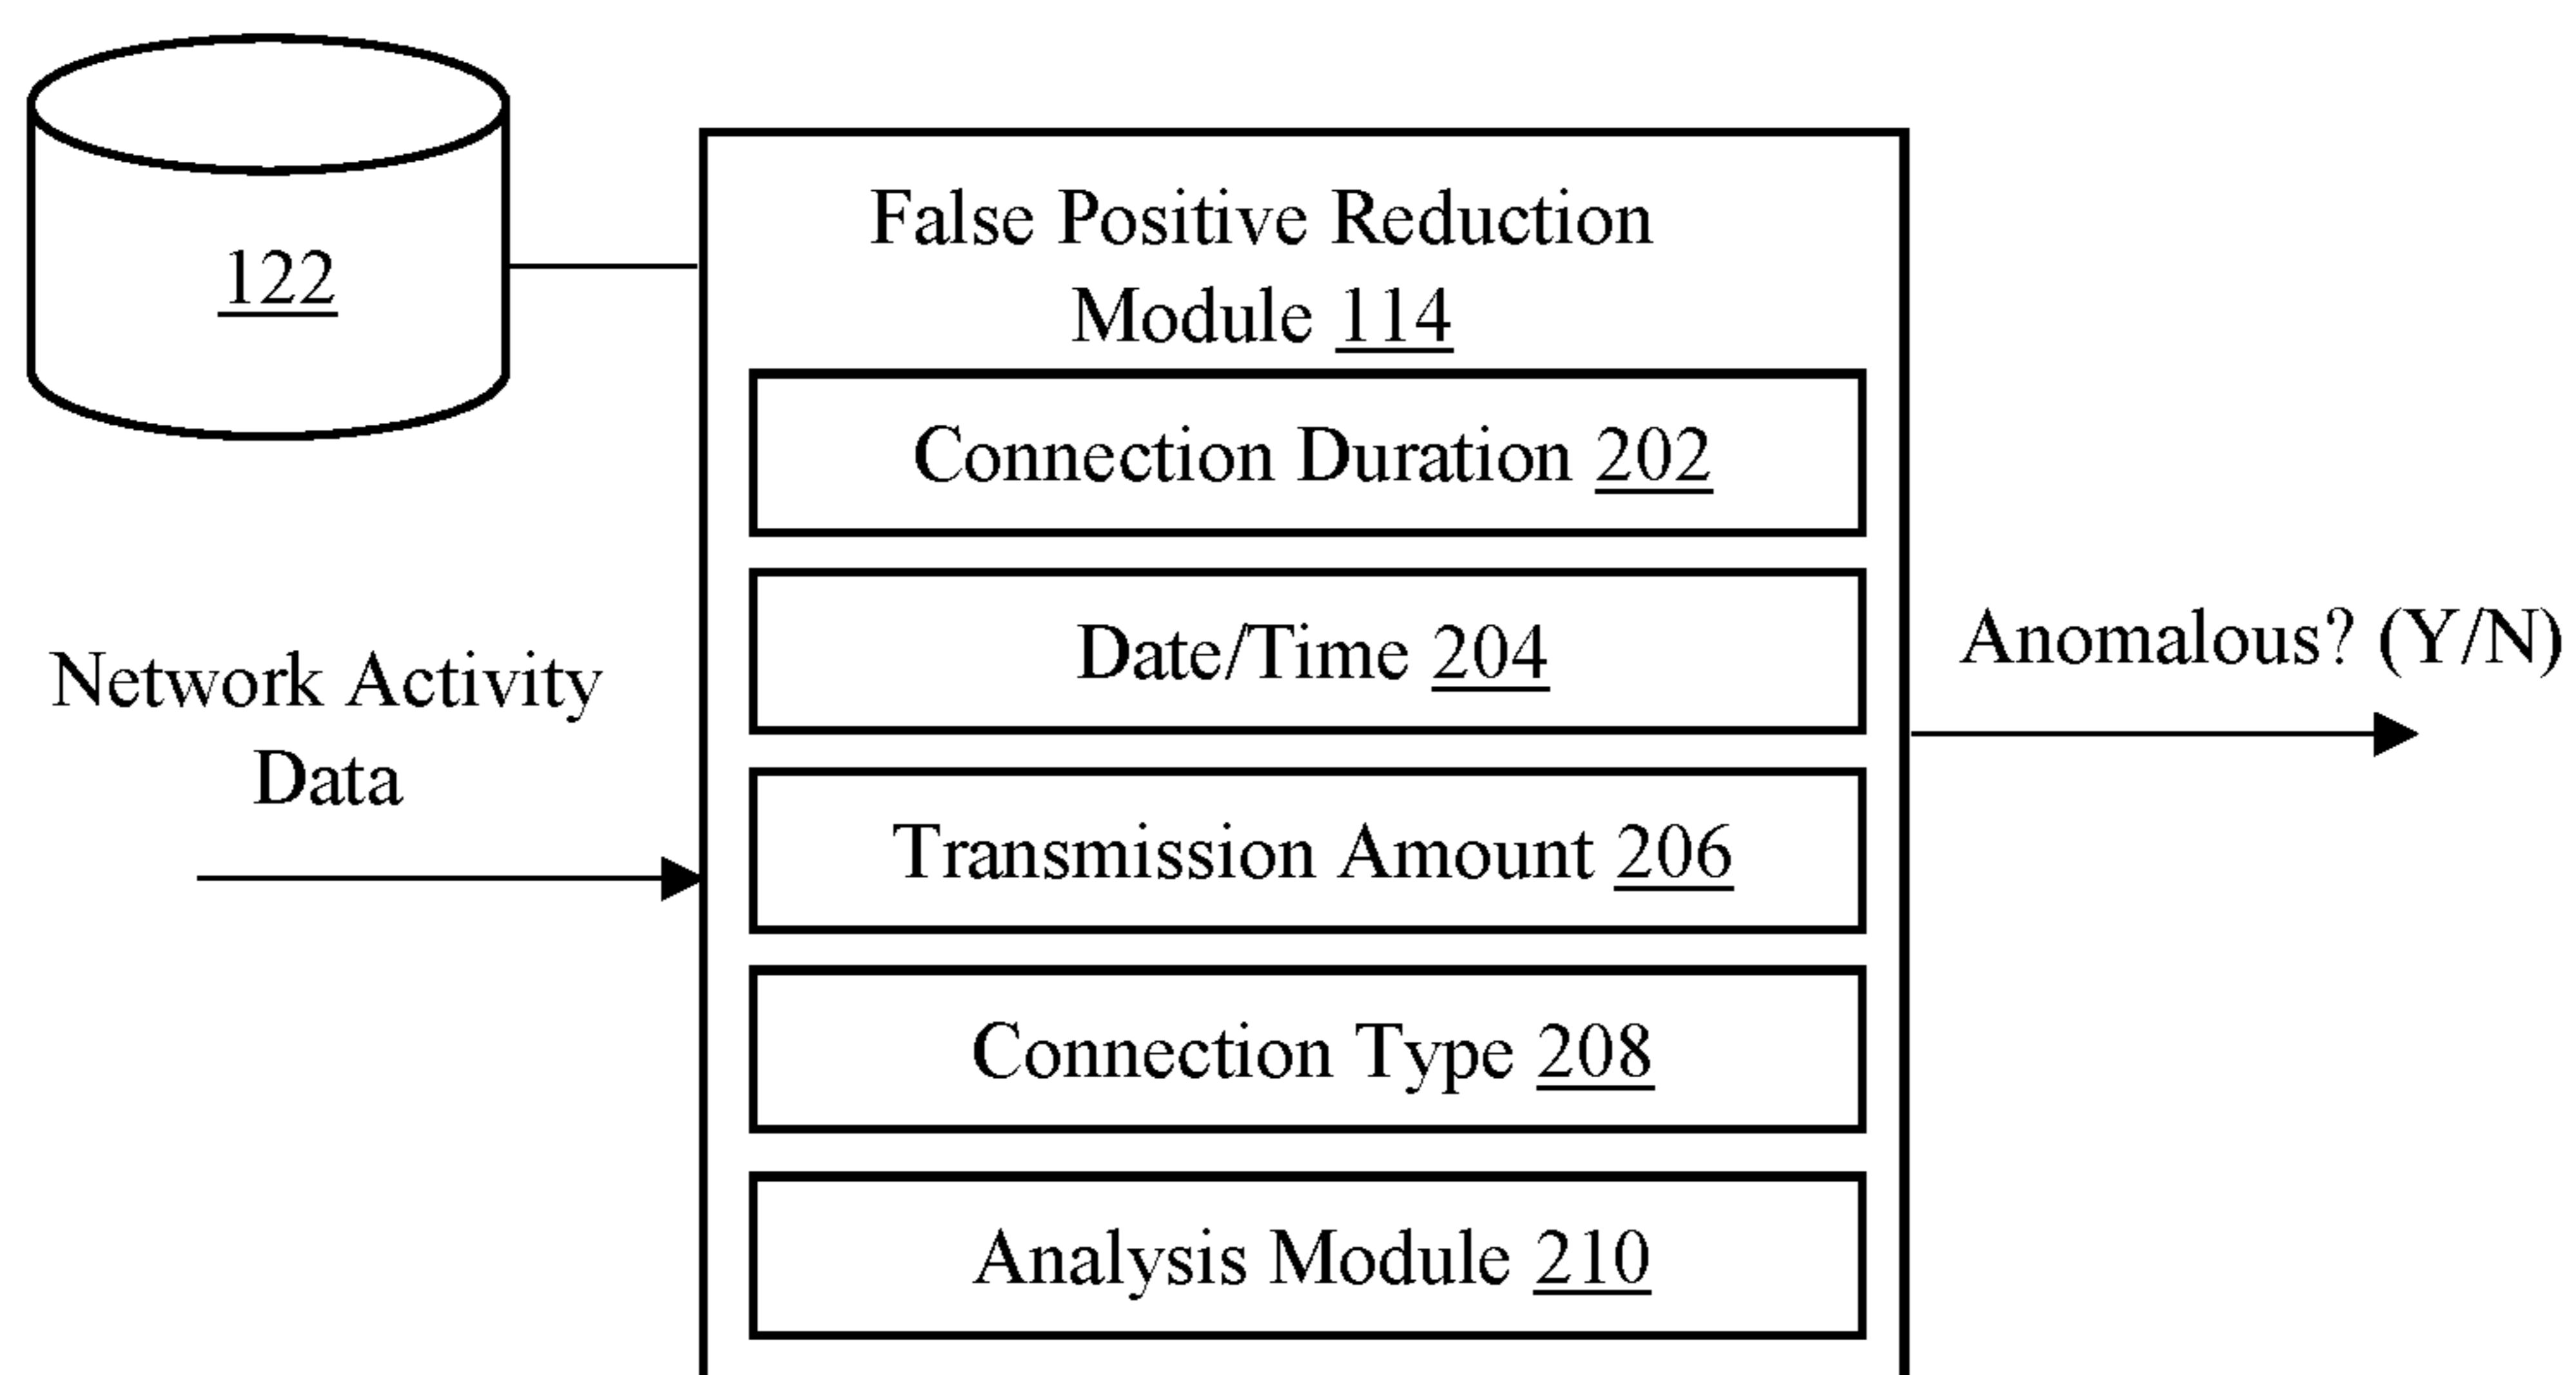 122
False Positive Reduction
Module 114
Connection Duration 202
Date/Time 204
Transmission Amount 206
Connection Type 208
Analysis Module 210
Network Activity
Data
Anomalous? (Y/N)